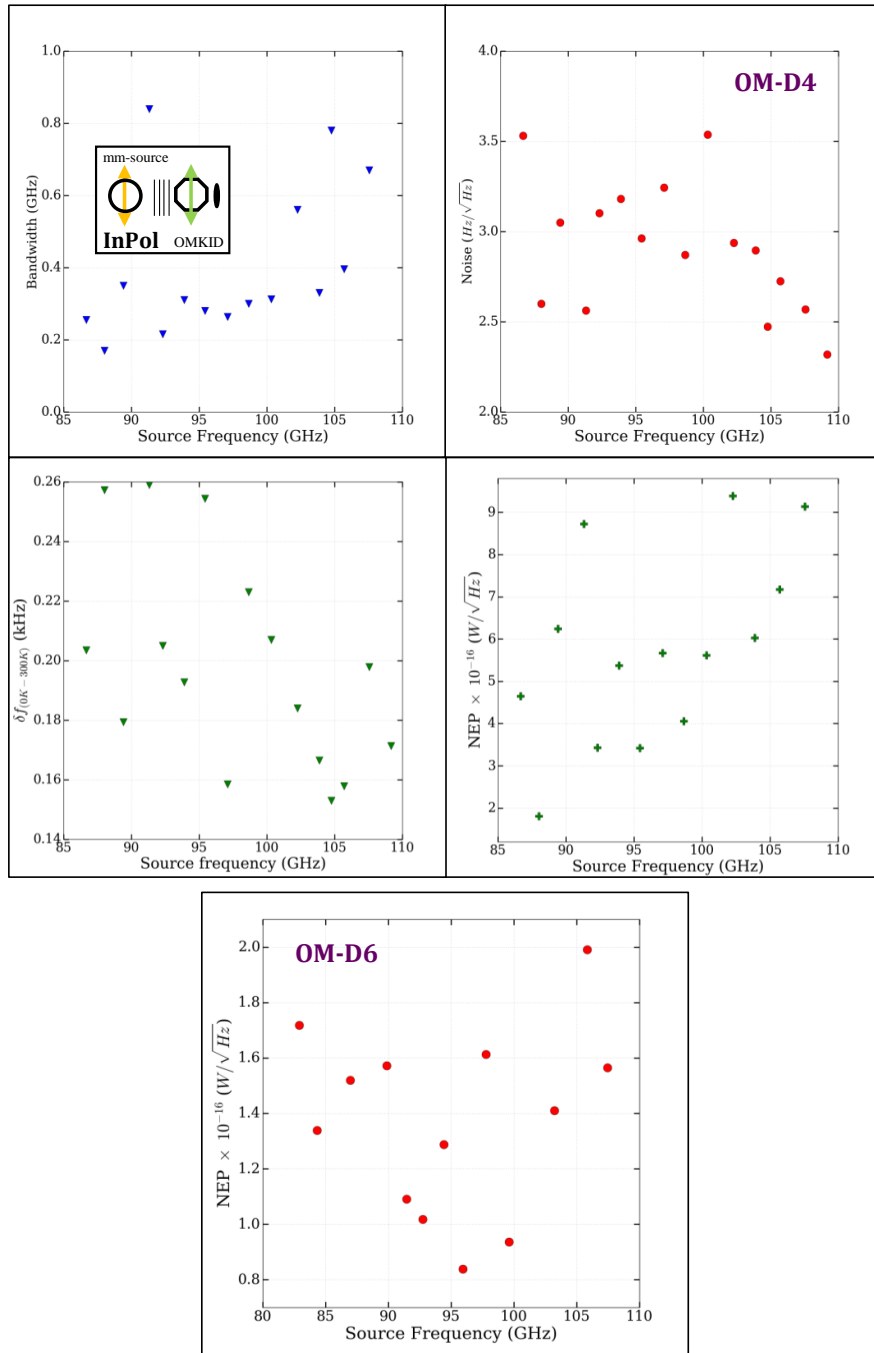 1.0
0.8
0.6
0.4
0.2
0.0
Bandwidth (GHz)
mm-source
InPol OMKID
85 90 95 100 105 110
Source Frequency (GHz)
OM-D4
4.0
3.5
3.0
2.5
2.0
Noise (Hz/√Hz)
85 90 95 100 105 110
Source Frequency (GHz)
0.26
0.24
0.22
0.20
0.18
0.16
0.14
δf(0K−300K) (kHz)
85 90 95 100 105 110
Source frequency (GHz)
9
8
7
6
5
4
3
2
NEP × 10−16 (W/√Hz)
85 90 95 100 105 110
Source Frequency (GHz)
OM-D6
2.0
1.8
1.6
1.4
1.2
1.0
0.8
NEP × 10−16 (W/√Hz)
80 85 90 95 100 105 110
Source Frequency (GHz)